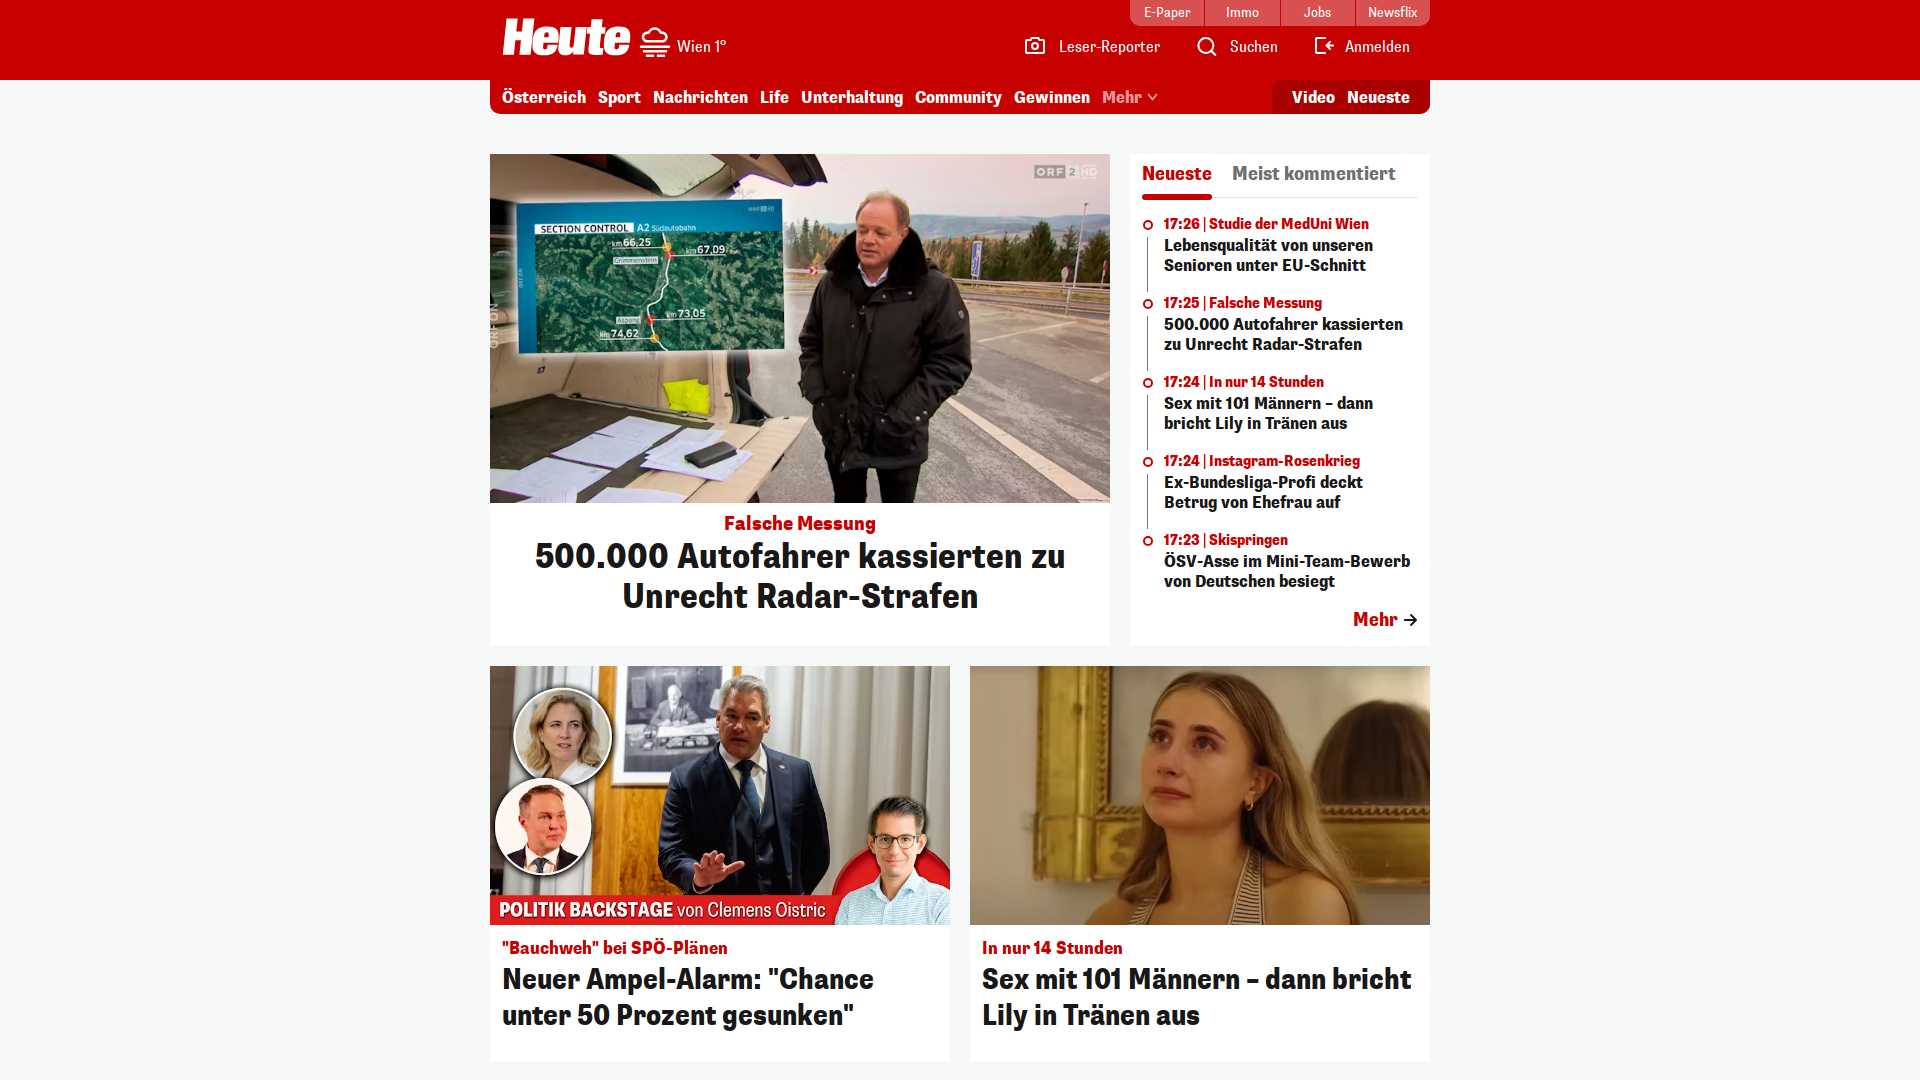 E-Paper
Immo
Jobs
Newsflix
Heute
Wien 1°
Leser-Reporter
Suchen
Anmelden
Österreich
Sport
Nachrichten
Life
Unterhaltung
Community
Gewinnen
Mehr
Video
Neueste
ORF 2 HD
SECTION CONTROL A2 Südautobahn
km 66,25
km 67,09
Grimmenstein
km 73,05
Aspang
km 74,62
ORF ON
Falsche Messung
500.000 Autofahrer kassierten zu
Unrecht Radar-Strafen
Neueste
Meist kommentiert
17:26 | Studie der MedUni Wien
Lebensqualität von unseren
Senioren unter EU-Schnitt
17:25 | Falsche Messung
500.000 Autofahrer kassierten
zu Unrecht Radar-Strafen
17:24 | In nur 14 Stunden
Sex mit 101 Männern – dann
bricht Lily in Tränen aus
17:24 | Instagram-Rosenkrieg
Ex-Bundesliga-Profi deckt
Betrug von Ehefrau auf
17:23 | Skispringen
ÖSV-Asse im Mini-Team-Bewerb
von Deutschen besiegt
Mehr
POLITIK BACKSTAGE von Clemens Oistric
"Bauchweh" bei SPÖ-Plänen
Neuer Ampel-Alarm: "Chance
unter 50 Prozent gesunken"
In nur 14 Stunden
Sex mit 101 Männern – dann bricht
Lily in Tränen aus